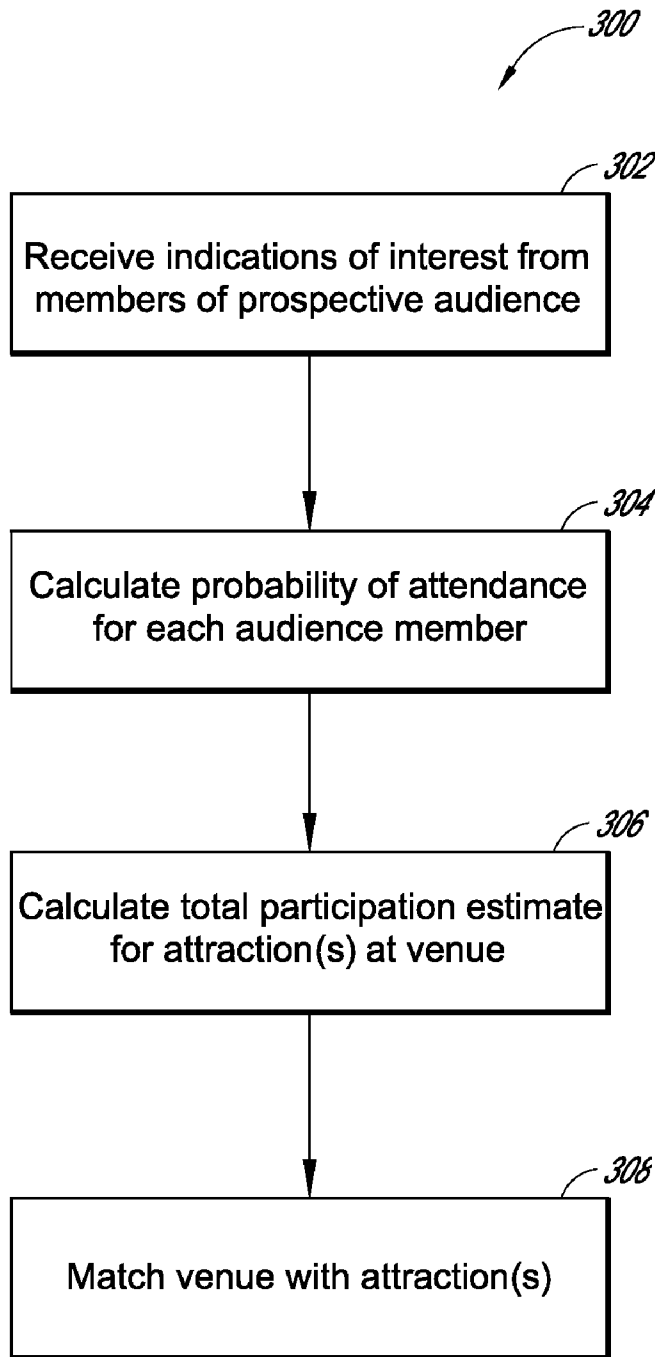 300
302
Receive indications of interest from
members of prospective audience
304
Calculate probability of attendance
for each audience member
306
Calculate total participation estimate
for attraction(s) at venue
308
Match venue with attraction(s)